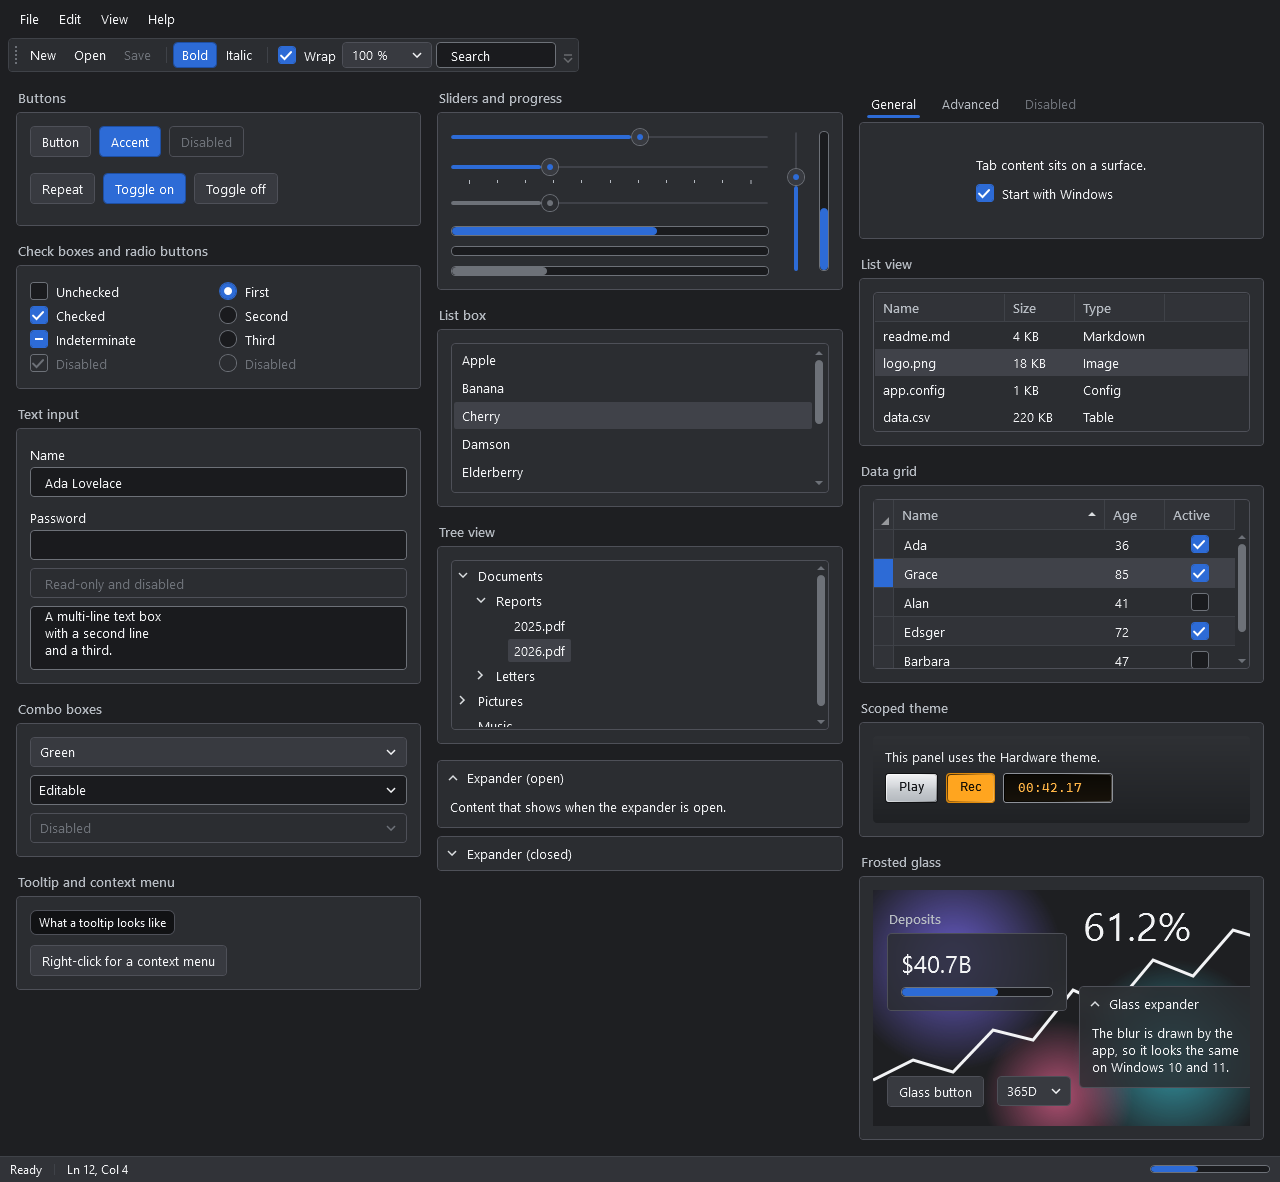 File Edit View Help
New Open Save Bold Italic Wrap 100 % Search
Buttons
Button Accent Disabled
Repeat Toggle on Toggle off
Check boxes and radio buttons
Unchecked First
Checked Second
Indeterminate Third
Disabled Disabled
Text input
Name
Ada Lovelace
Password
Read-only and disabled
A multi-line text box
with a second line
and a third.
Combo boxes
Green
Editable
Disabled
Tooltip and context menu
What a tooltip looks like
Right-click for a context menu
Sliders and progress
List box
Apple
Banana
Cherry
Damson
Elderberry
Tree view
Documents
Reports
2025.pdf
2026.pdf
Letters
Pictures
Music
Expander (open)
Content that shows when the expander is open.
Expander (closed)
General Advanced Disabled
Tab content sits on a surface.
Start with Windows
List view
Name Size Type
readme.md 4 KB Markdown
logo.png 18 KB Image
app.config 1 KB Config
data.csv 220 KB Table
Data grid
Name Age Active
Ada 36
Grace 85
Alan 41
Edsger 72
Barbara 47
Scoped theme
This panel uses the Hardware theme.
Play Rec 00:42.17
Frosted glass
Deposits
61.2%
$40.7B
Glass expander
The blur is drawn by the
app, so it looks the same
on Windows 10 and 11.
Glass button 365D
Ready Ln 12, Col 4